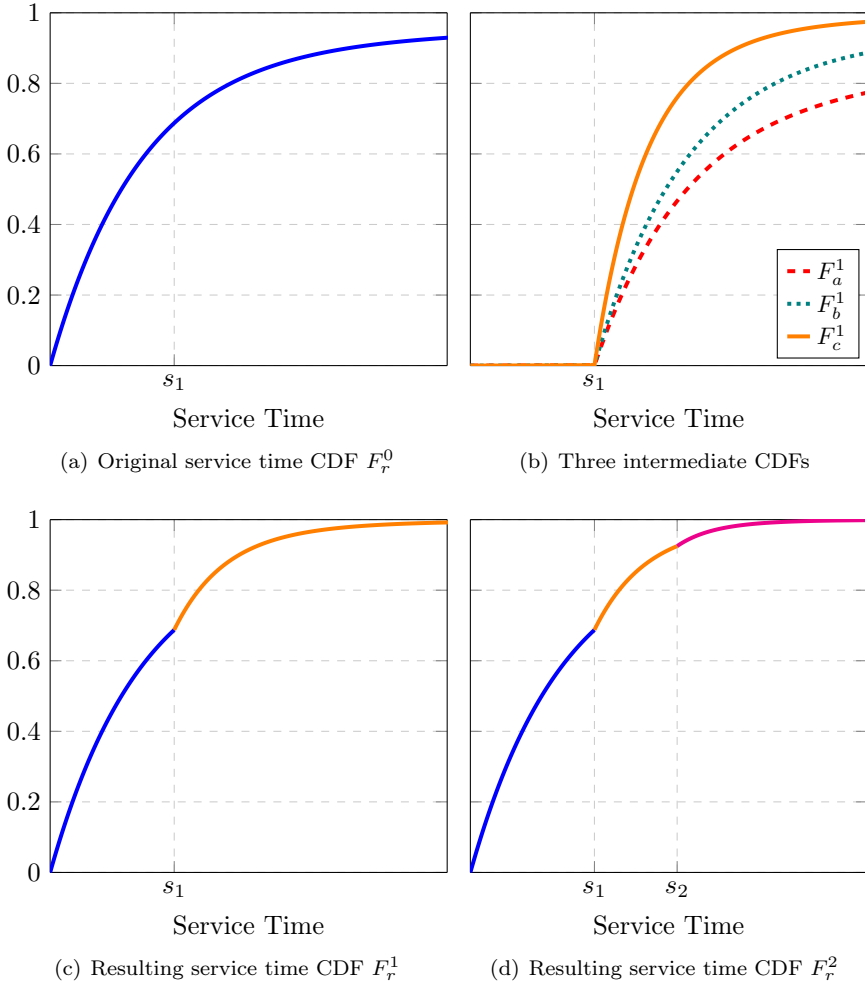 1
0.8
0.6
0.4
0.2
0
s₁
Service Time
(a) Original service time CDF F_r^0
F_a^1
F_b^1
F_c^1
s₁
Service Time
(b) Three intermediate CDFs
1
0.8
0.6
0.4
0.2
0
s₁
Service Time
(c) Resulting service time CDF F_r^1
s₁ s₂
Service Time
(d) Resulting service time CDF F_r^2